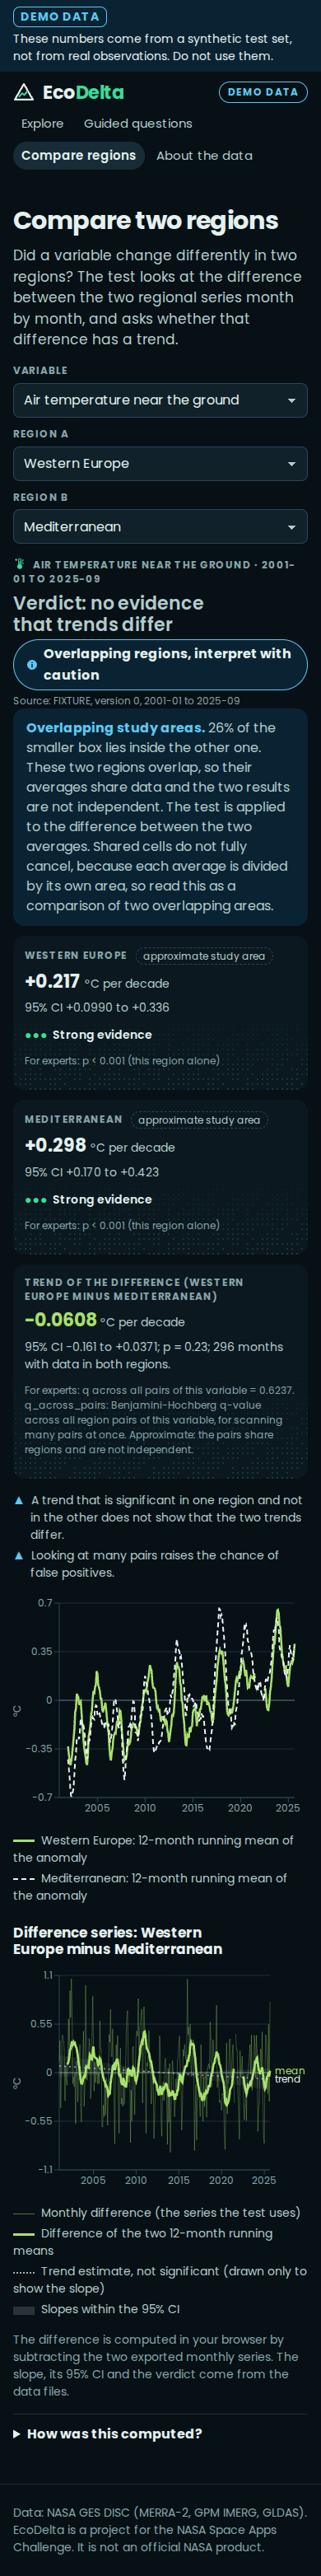 DEMO DATA
These numbers come from a synthetic test set,
not from real observations. Do not use them.
EcoDelta
DEMO DATA
Explore Guided questions
Compare regions About the data
Compare two regions
Did a variable change differently in two
regions? The test looks at the difference
between the two regional series month
by month, and asks whether that
difference has a trend.
VARIABLE
Air temperature near the ground
REGION A
Western Europe
REGION B
Mediterranean
AIR TEMPERATURE NEAR THE GROUND · 2001-
01 TO 2025-09
Verdict: no evidence
that trends differ
Overlapping regions, interpret with
caution
Source: FIXTURE, version 0, 2001-01 to 2025-09
Overlapping study areas. 26% of the
smaller box lies inside the other one.
These two regions overlap, so their
averages share data and the two results
are not independent. The test is applied
to the difference between the two
averages. Shared cells do not fully
cancel, because each average is divided
by its own area, so read this as a
comparison of two overlapping areas.
WESTERN EUROPE approximate study area
+0.217 °C per decade
95% CI +0.0990 to +0.336
Strong evidence
For experts: p < 0.001 (this region alone)
MEDITERRANEAN approximate study area
+0.298 °C per decade
95% CI +0.170 to +0.423
Strong evidence
For experts: p < 0.001 (this region alone)
TREND OF THE DIFFERENCE (WESTERN
EUROPE MINUS MEDITERRANEAN)
−0.0608 °C per decade
95% CI −0.161 to +0.0371; p = 0.23; 296 months
with data in both regions.
For experts: q across all pairs of this variable = 0.6237.
q_across_pairs: Benjamini-Hochberg q-value
across all region pairs of this variable, for scanning
many pairs at once. Approximate: the pairs share
regions and are not independent.
▲ A trend that is significant in one region and not
in the other does not show that the two trends
differ.
▲ Looking at many pairs raises the chance of
false positives.
0.7
0.35
0
−0.35
−0.7
°C
2005 2010 2015 2020 2025
Western Europe: 12-month running mean of
the anomaly
Mediterranean: 12-month running mean of
the anomaly
Difference series: Western
Europe minus Mediterranean
1.1
0.55
0
−0.55
−1.1
°C
mean
trend
2005 2010 2015 2020 2025
Monthly difference (the series the test uses)
Difference of the two 12-month running
means
Trend estimate, not significant (drawn only to
show the slope)
Slopes within the 95% CI
The difference is computed in your browser by
subtracting the two exported monthly series. The
slope, its 95% CI and the verdict come from the
data files.
▶ How was this computed?
Data: NASA GES DISC (MERRA-2, GPM IMERG, GLDAS).
EcoDelta is a project for the NASA Space Apps
Challenge. It is not an official NASA product.